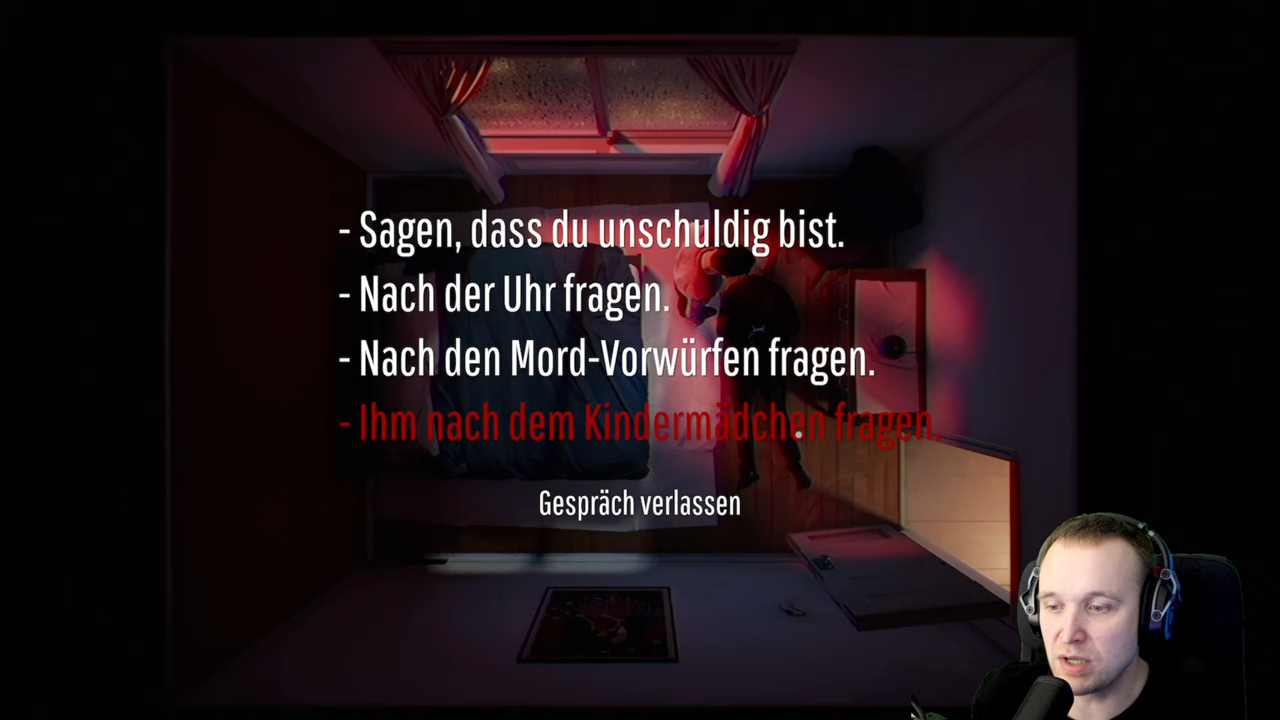 - Sagen, dass du unschuldig bist.
- Nach der Uhr fragen.
- Nach den Mord-Vorwürfen fragen.
- Ihm nach dem Kindermädchen fragen.
Gespräch verlassen